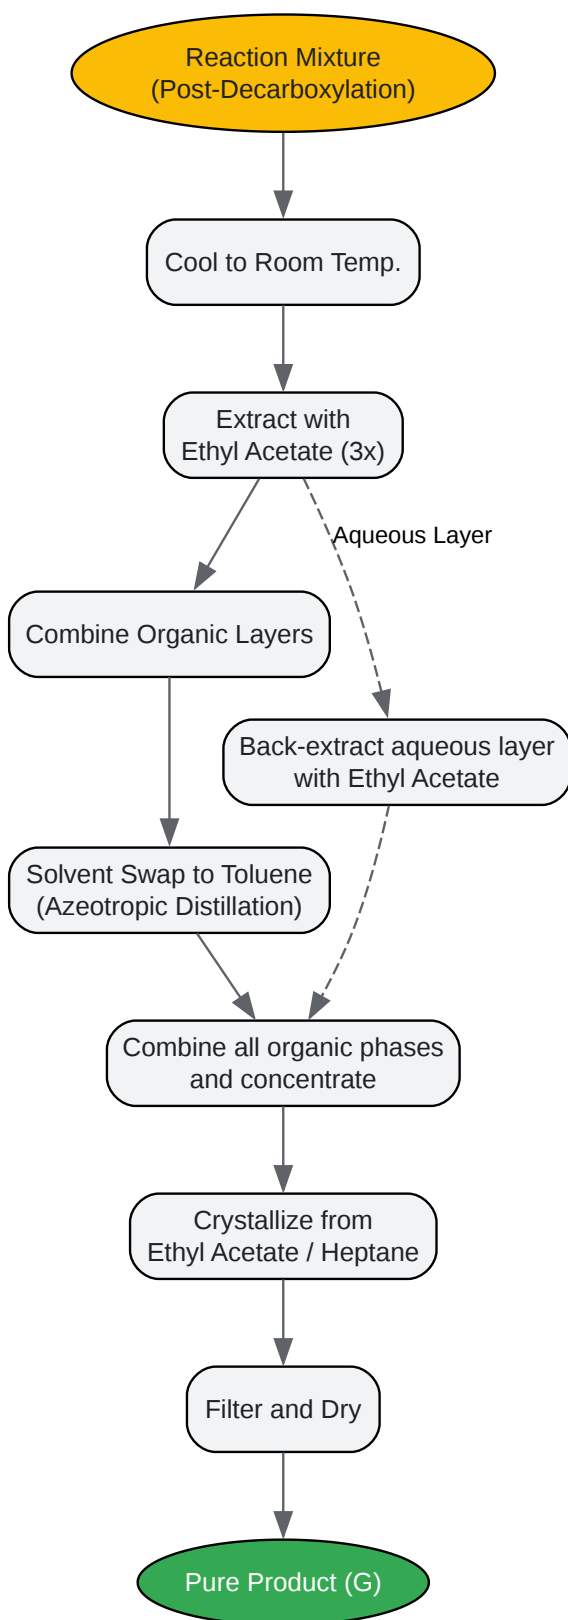 Reaction Mixture
(Post-Decarboxylation)
Cool to Room Temp.
Extract with
Ethyl Acetate (3x)
Aqueous Layer
Combine Organic Layers
Back-extract aqueous layer
with Ethyl Acetate
Solvent Swap to Toluene
(Azeotropic Distillation)
Combine all organic phases
and concentrate
Crystallize from
Ethyl Acetate / Heptane
Filter and Dry
Pure Product (G)